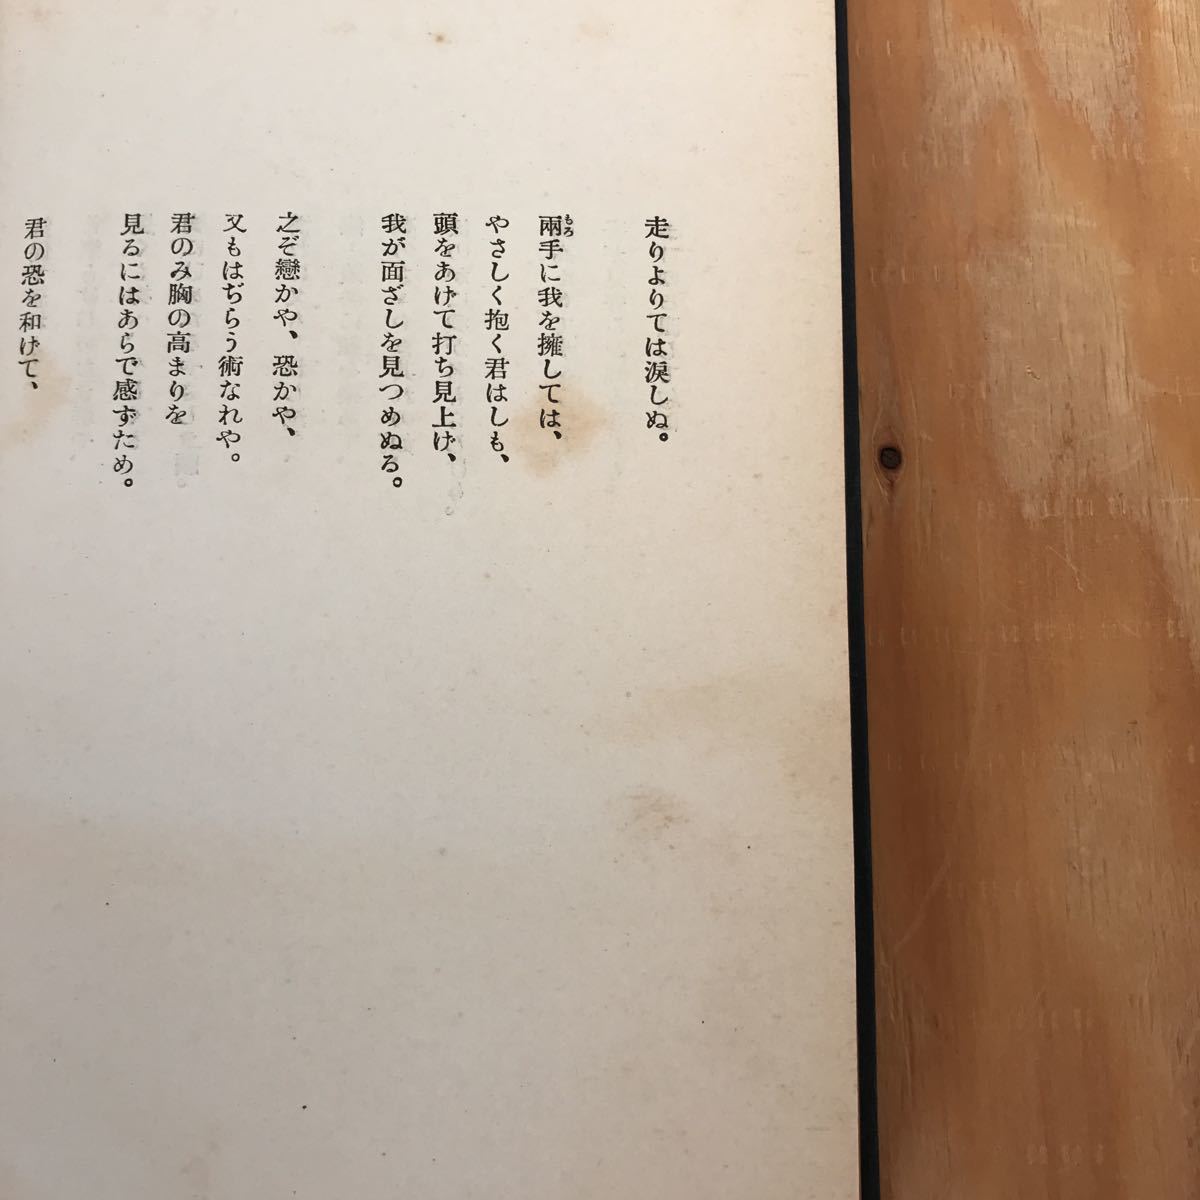 走りよりては涙しぬ。
兩手に我を擁しては、
もろ
やさしく抱く君はしも、
頭をあげて打ち見上げ、
我が面ざしを見つめぬる。
之ぞ戀かや、恐かや、
又もはぢらう術なれや。
君のみ胸の高まりを
見るにはあらで感ずため。
君の恐を和げて、